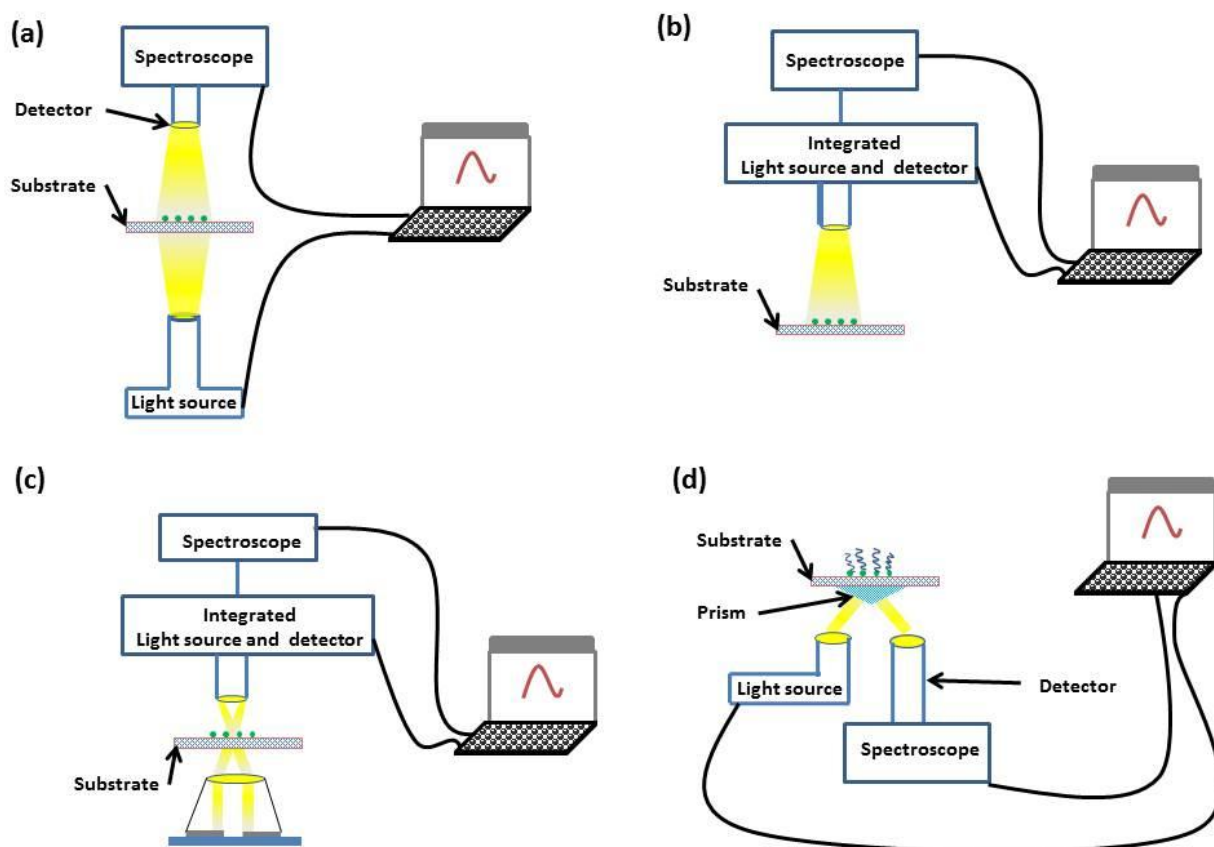 (a)
Spectroscope
Detector
Substrate
Light source
(b)
Spectroscope
Integrated
Light source and detector
Substrate
(c)
Spectroscope
Integrated
Light source and detector
Substrate
(d)
Substrate
Prism
Light source
Detector
Spectroscope